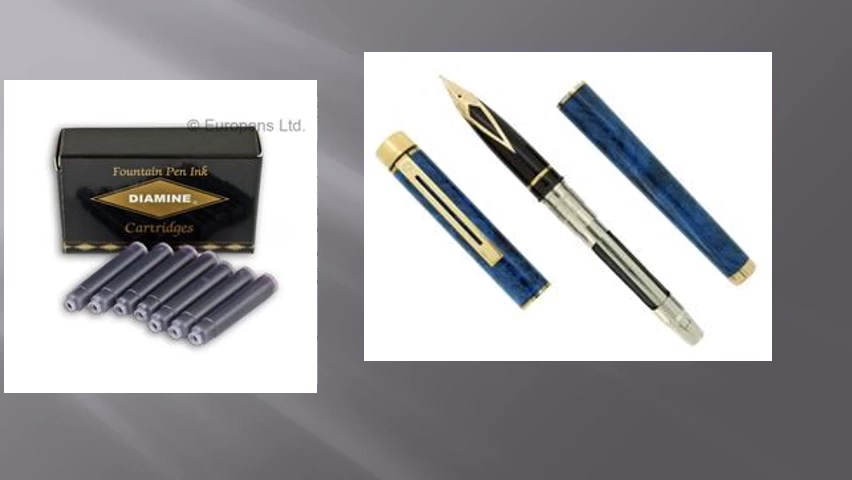 © Europens Ltd.
Fountain Pen Ink
DIAMINE
Cartridges